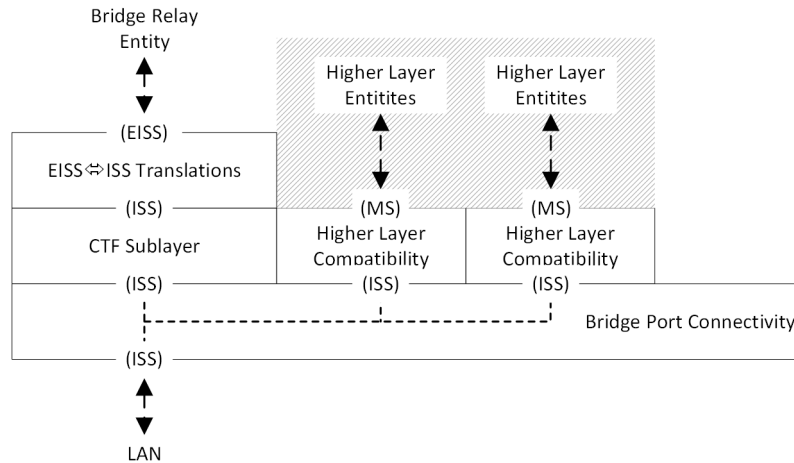 Bridge Relay
Entity
Higher Layer
Entitites
Higher Layer
Entitites
(EISS)
EISS⇔ISS Translations
(ISS)
(MS)
(MS)
CTF Sublayer
Higher Layer
Compatibility
Higher Layer
Compatibility
(ISS)
(ISS)
(ISS)
Bridge Port Connectivity
(ISS)
LAN